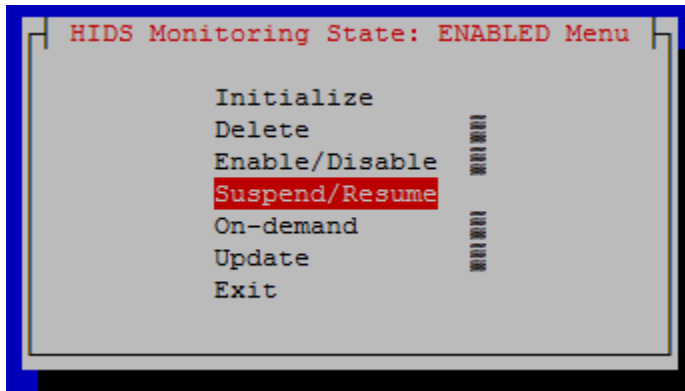 HIDS Monitoring State: ENABLED Menu
Initialize
Delete
Enable/Disable
Suspend/Resume
On-demand
Update
Exit